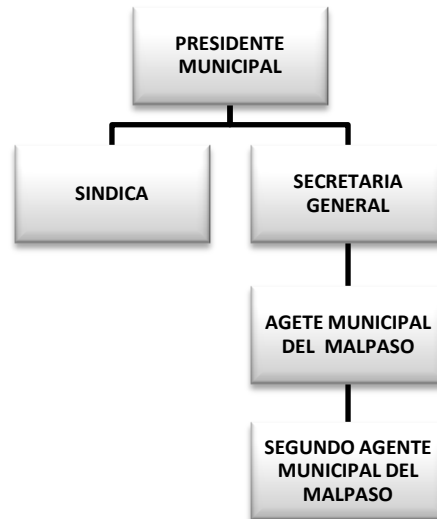 PRESIDENTE
MUNICIPAL
SINDICA
SECRETARIA
GENERAL
AGETE MUNICIPAL
DEL MALPASO
SEGUNDO AGENTE
MUNICIPAL DEL
MALPASO